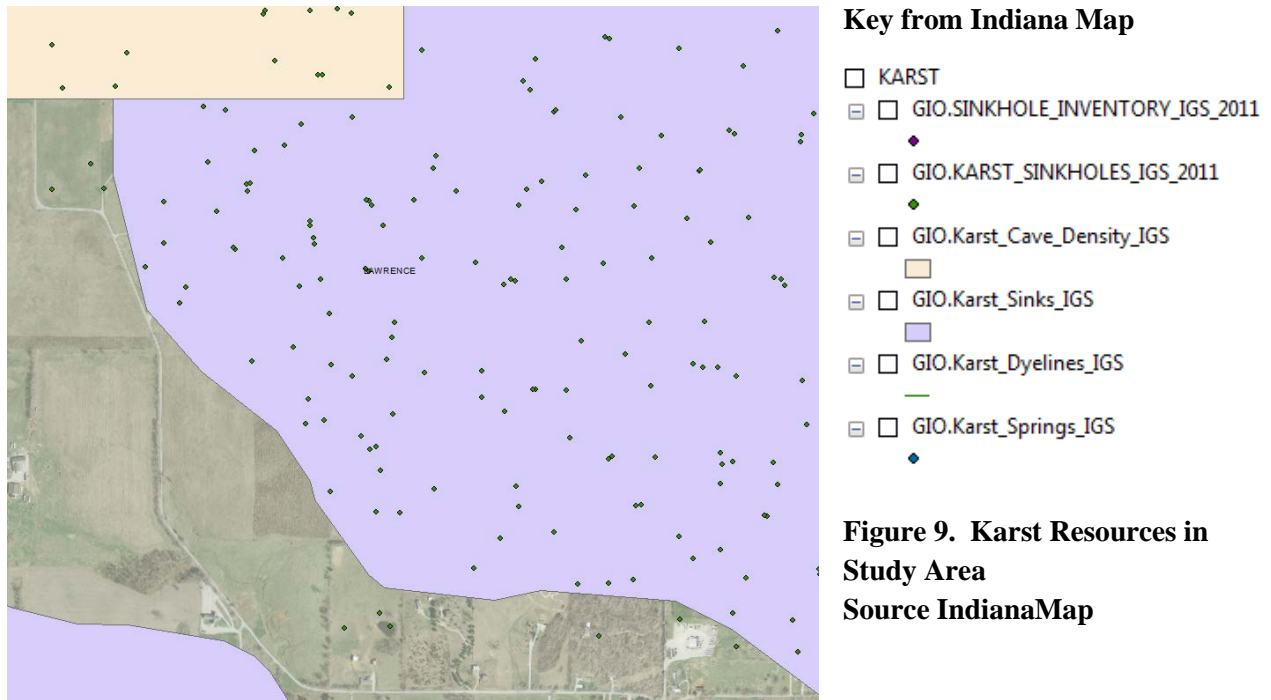 Key from Indiana Map
KARST
GIO.SINKHOLE_INVENTORY_IGS_2011
GIO.KARST_SINKHOLES_IGS_2011
GIO.Karst_Cave_Density_IGS
GIO.Karst_Sinks_IGS
GIO.Karst_Dyelines_IGS
GIO.Karst_Springs_IGS
LAWRENCE
Figure 9. Karst Resources in
Study Area
Source IndianaMap